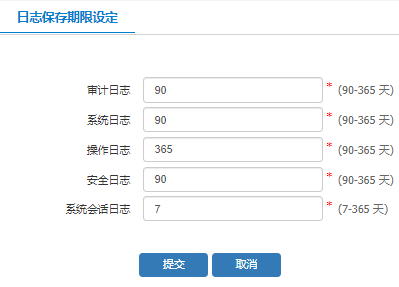 日志保存期限设定
审计日志 90 * (90-365 天)
系统日志 90 * (90-365 天)
操作日志 365 * (90-365 天)
安全日志 90 * (90-365 天)
系统会话日志 7 * (7-365 天)
提交 取消